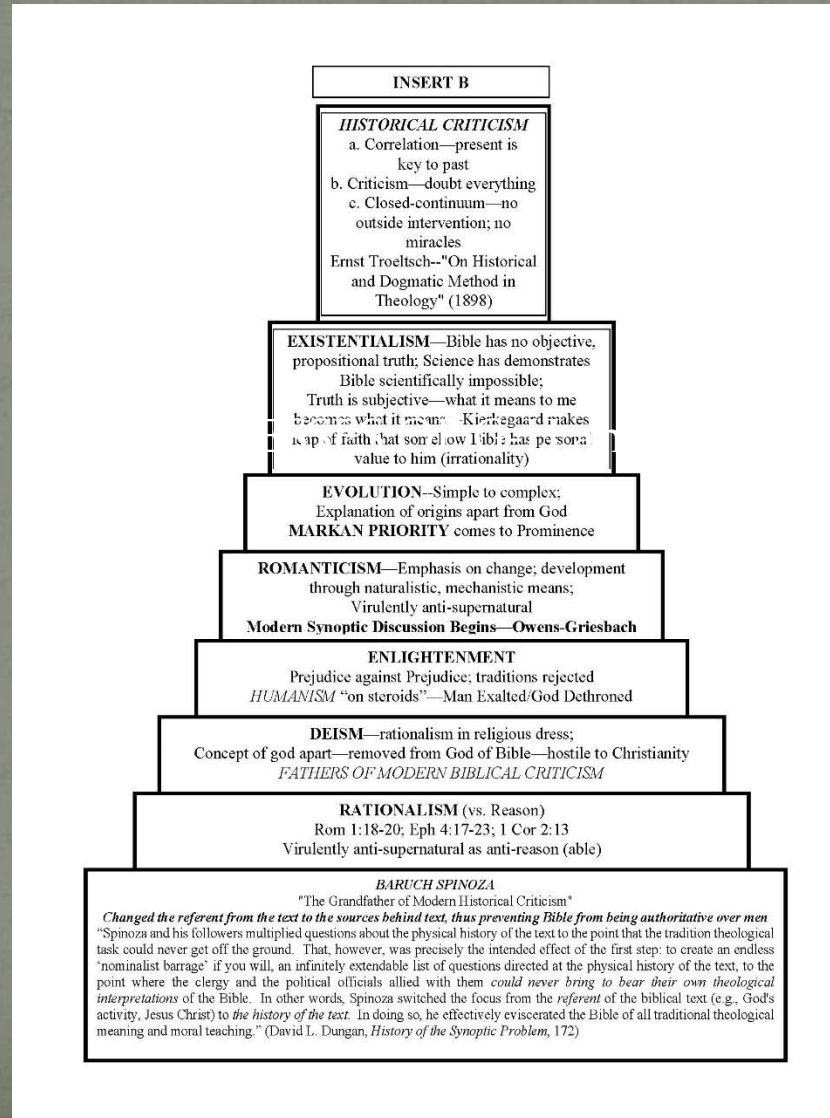 INSERT B
HISTORICAL CRITICISM
a. Correlation—present is
key to past
b. Criticism—doubt everything
c. Closed-continuum—no
outside intervention; no
miracles
Ernst Troeltsch--"On Historical
and Dogmatic Method in
Theology" (1898)
EXISTENTIALISM—Bible has no objective,
propositional truth; Science has demonstrates
Bible scientifically impossible;
Truth is subjective—what it means to me
becomes what it means -Kierkegaard makes
leap of faith that somehow Bible has personal
value to him (irrationality)
EVOLUTION--Simple to complex;
Explanation of origins apart from God
MARKAN PRIORITY comes to Prominence
ROMANTICISM—Emphasis on change; development
through naturalistic, mechanistic means;
Virulently anti-supernatural
Modern Synoptic Discussion Begins—Owens-Griesbach
ENLIGHTENMENT
Prejudice against Prejudice; traditions rejected
HUMANISM “on steroids”—Man Exalted/God Dethroned
DEISM—rationalism in religious dress;
Concept of god apart—removed from God of Bible—hostile to Christianity
FATHERS OF MODERN BIBLICAL CRITICISM
RATIONALISM (vs. Reason)
Rom 1:18-20; Eph 4:17-23; 1 Cor 2:13
Virulently anti-supernatural as anti-reason (able)
BARUCH SPINOZA
"The Grandfather of Modern Historical Criticism"
Changed the referent from the text to the sources behind text, thus preventing Bible from being authoritative over men
“Spinoza and his followers multiplied questions about the physical history of the text to the point that the tradition theological
task could never get off the ground. That, however, was precisely the intended effect of the first step: to create an endless
‘nominalist barrage’ if you will, an infinitely extendable list of questions directed at the physical history of the text, to the
point where the clergy and the political officials allied with them could never bring to bear their own theological
interpretations of the Bible. In other words, Spinoza switched the focus from the referent of the biblical text (e.g., God's
activity, Jesus Christ) to the history of the text. In doing so, he effectively eviscerated the Bible of all traditional theological
meaning and moral teaching.” (David L. Dungan, History of the Synoptic Problem, 172)